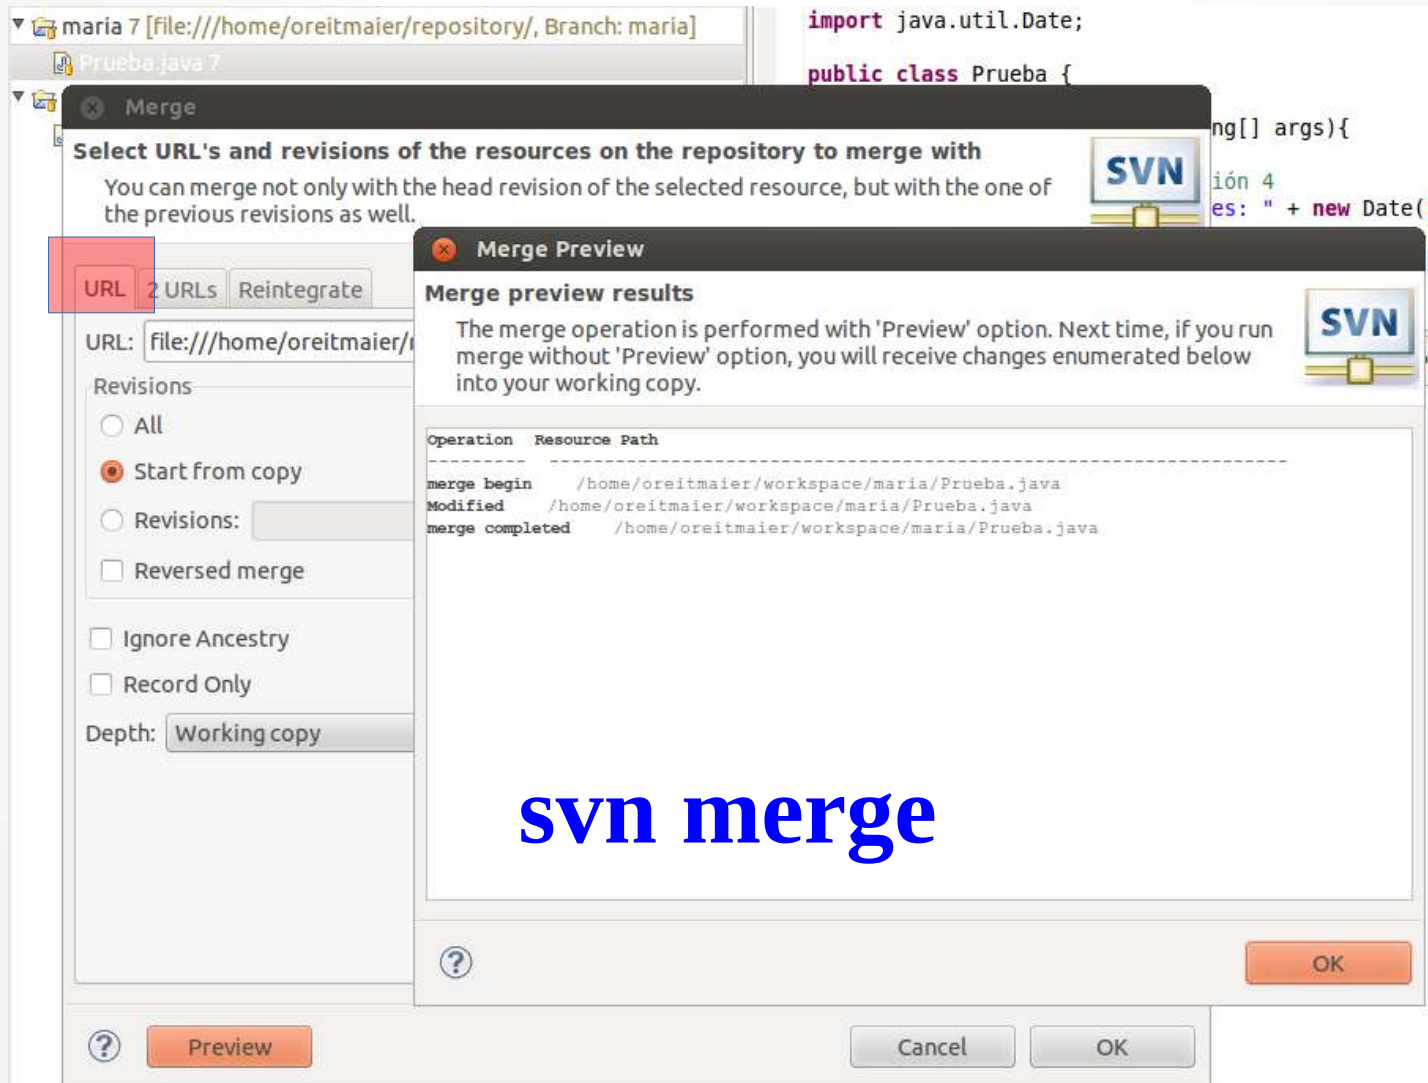 maria 7 [file:///home/oreitmaier/repository/, Branch: maria]
Prueba.java 7
import java.util.Date;
public class Prueba {
ng[] args){
ión 4
es: " + new Date(
Merge
Select URL's and revisions of the resources on the repository to merge with
You can merge not only with the head revision of the selected resource, but with the one of
the previous revisions as well.
SVN
URL
2 URLs
Reintegrate
URL: file:///home/oreitmaier/
Revisions
All
Start from copy
Revisions:
Reversed merge
Ignore Ancestry
Record Only
Depth: Working copy
Merge Preview
Merge preview results
The merge operation is performed with 'Preview' option. Next time, if you run
merge without 'Preview' option, you will receive changes enumerated below
into your working copy.
SVN
Operation Resource Path
--------- --------------------------------------------------------------------
merge begin /home/oreitmaier/workspace/maria/Prueba.java
Modified /home/oreitmaier/workspace/maria/Prueba.java
merge completed /home/oreitmaier/workspace/maria/Prueba.java
svn merge
OK
Preview
Cancel
OK